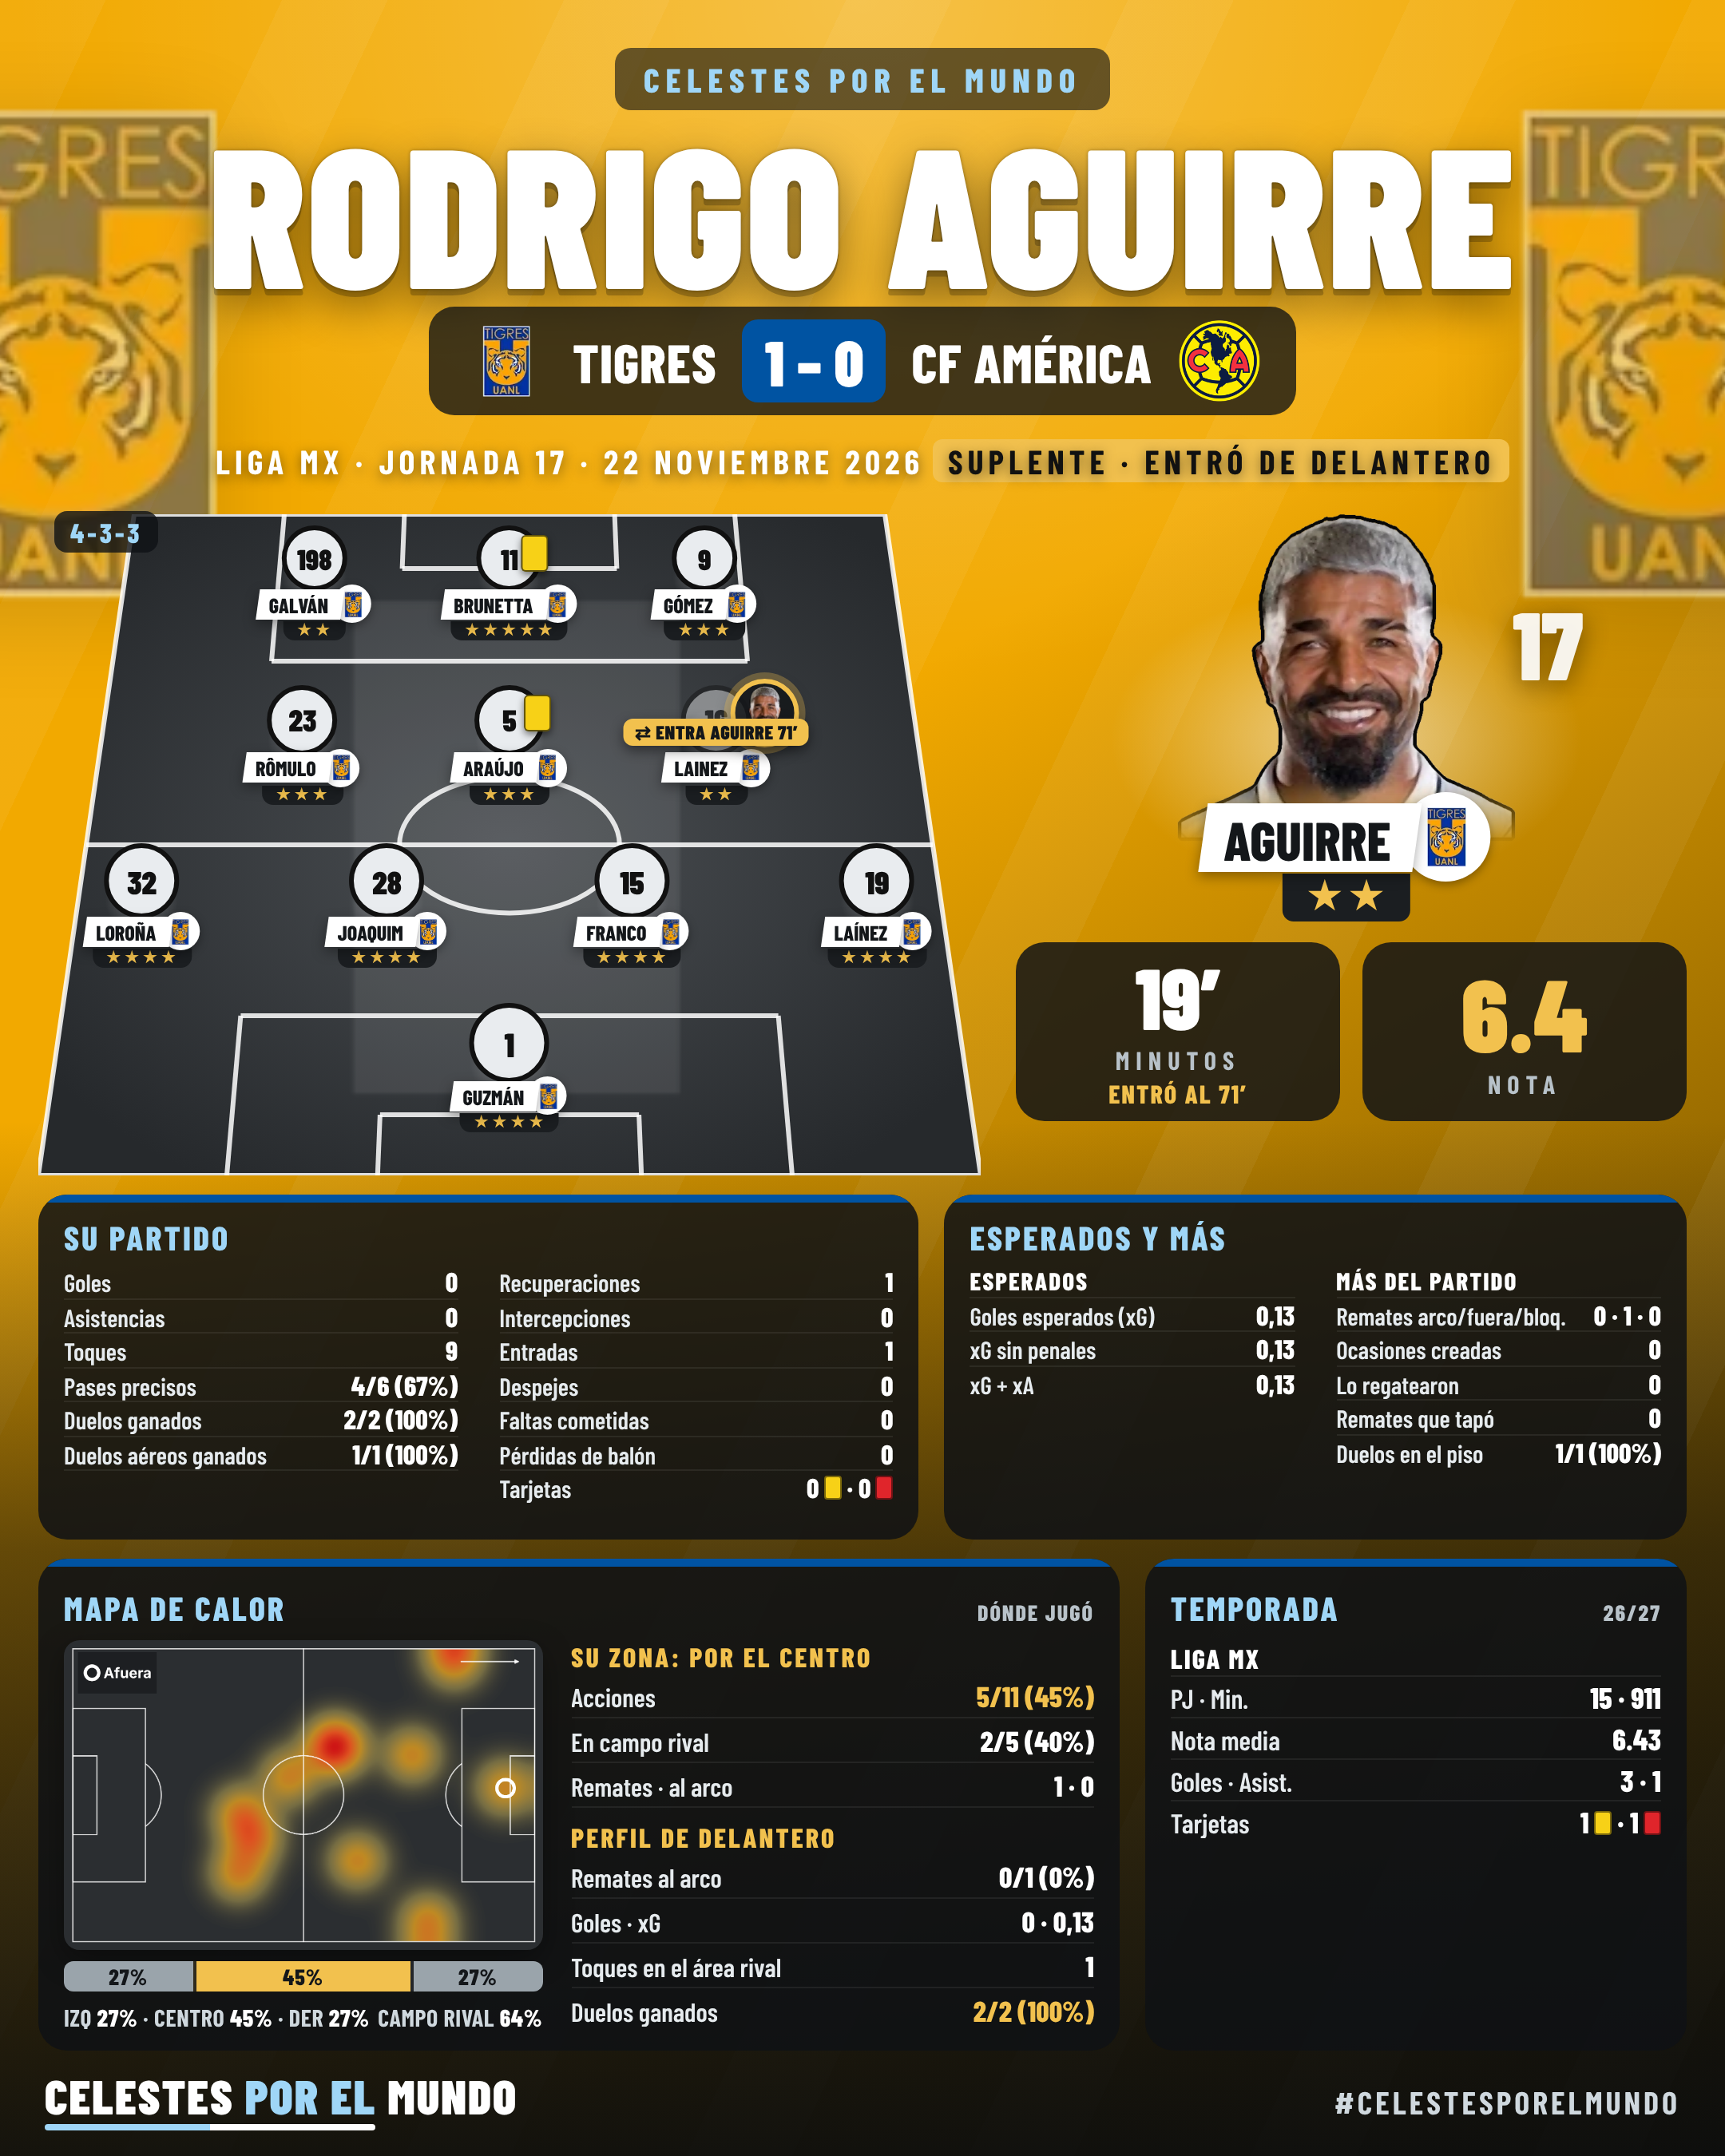 CELESTES POR EL MUNDO
RODRIGO AGUIRRE
TIGRES 1 - 0 CF AMÉRICA
LIGA MX · JORNADA 17 · 22 NOVIEMBRE 2026 SUPLENTE · ENTRÓ DE DELANTERO
4-3-3
198 11 9
GALVÁN BRUNETTA GÓMEZ
★★ ★★★★★ ★★★
23 5
⇄ ENTRA AGUIRRE 71'
RÔMULO ARAÚJO LAINEZ
★★★ ★★★ ★★
32 28 15 19
LOROÑA JOAQUIM FRANCO LAÍNEZ
★★★★ ★★★★ ★★★★ ★★★★
1
GUZMÁN
★★★★
17
AGUIRRE
★★
19'
MINUTOS
ENTRÓ AL 71'
6.4
NOTA
SU PARTIDO
Goles 0
Asistencias 0
Toques 9
Pases precisos 4/6 (67%)
Duelos ganados 2/2 (100%)
Duelos aéreos ganados 1/1 (100%)
Recuperaciones 1
Intercepciones 0
Entradas 1
Despejes 0
Faltas cometidas 0
Pérdidas de balón 0
Tarjetas 0 · 0
ESPERADOS Y MÁS
ESPERADOS
Goles esperados (xG) 0,13
xG sin penales 0,13
xG + xA 0,13
MÁS DEL PARTIDO
Remates arco/fuera/bloq. 0 · 1 · 0
Ocasiones creadas 0
Lo regatearon 0
Remates que tapó 0
Duelos en el piso 1/1 (100%)
MAPA DE CALOR
DÓNDE JUGÓ
Afuera
27% 45% 27%
IZQ 27% · CENTRO 45% · DER 27% CAMPO RIVAL 64%
SU ZONA: POR EL CENTRO
Acciones 5/11 (45%)
En campo rival 2/5 (40%)
Remates · al arco 1 · 0
PERFIL DE DELANTERO
Remates al arco 0/1 (0%)
Goles · xG 0 · 0,13
Toques en el área rival 1
Duelos ganados 2/2 (100%)
TEMPORADA
26/27
LIGA MX
PJ · Min. 15 · 911
Nota media 6.43
Goles · Asist. 3 · 1
Tarjetas 1 · 1
CELESTES POR EL MUNDO
#CELESTESPORELMUNDO
TIGRES
UANL